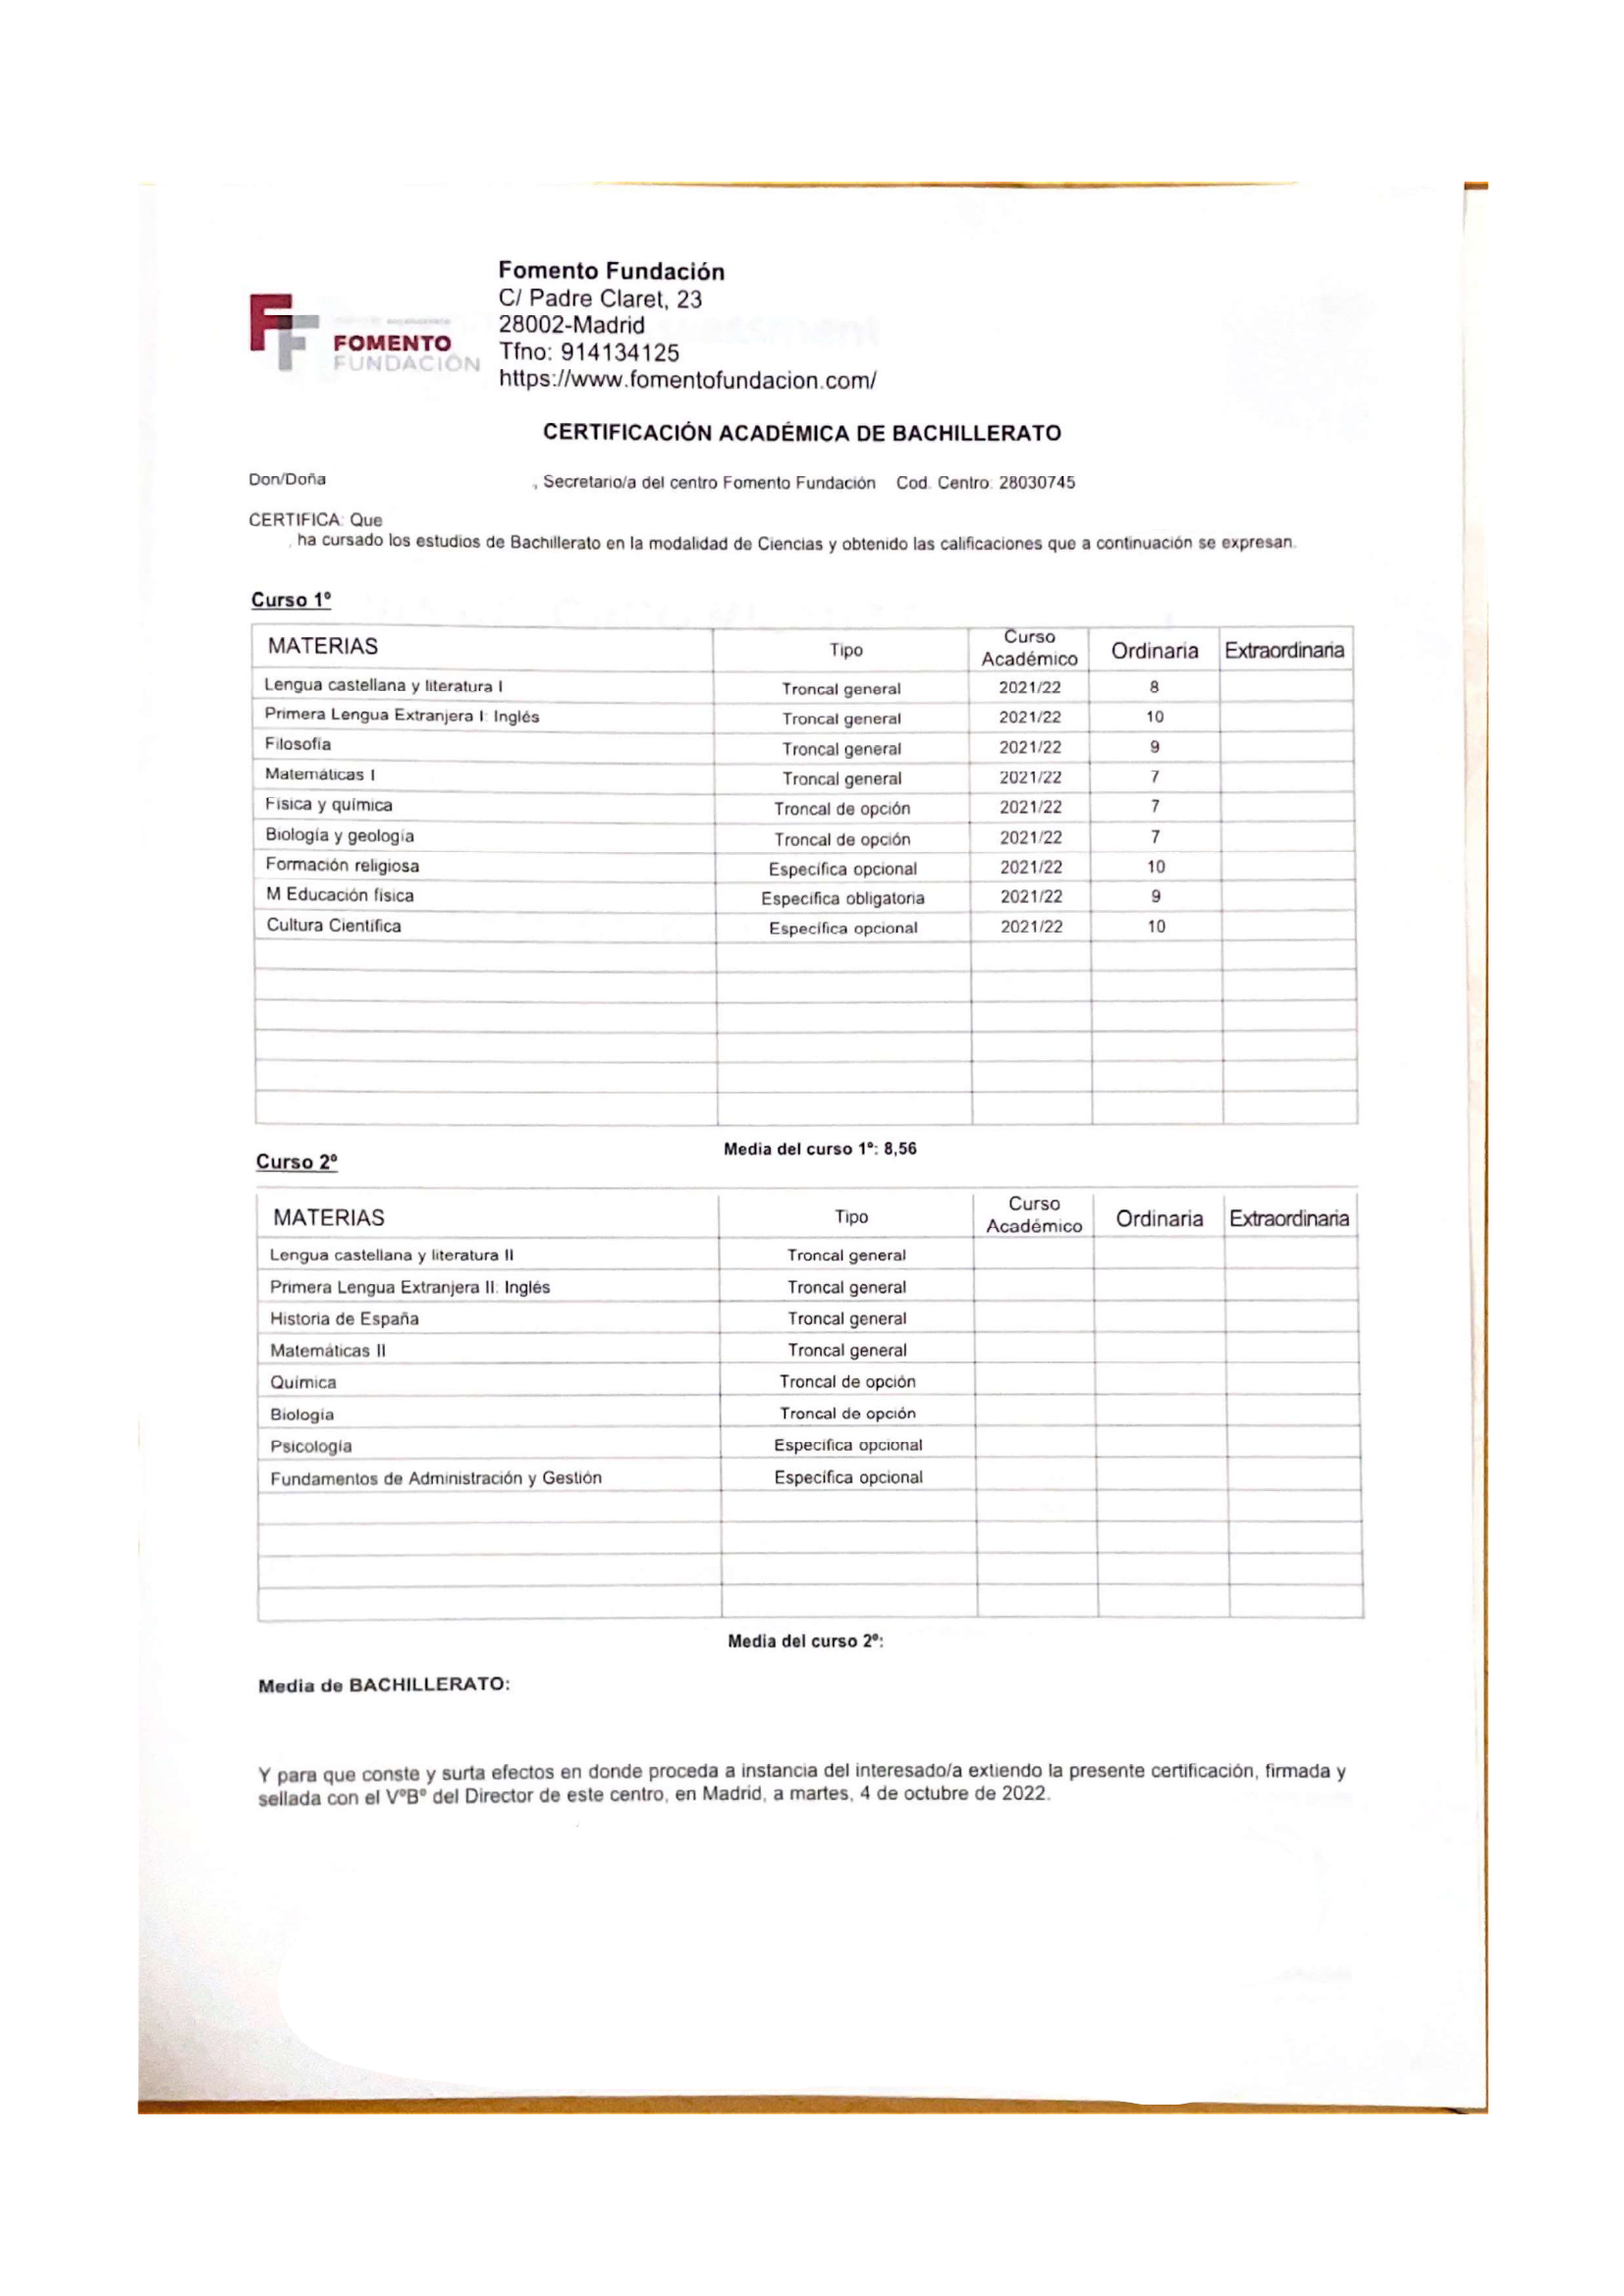 Fomento Fundación
C/ Padre Claret, 23
28002-Madrid
Tfno: 914134125
https://www.fomentofundacion.com/
FOMENTO
FUNDACIÓN
CERTIFICACIÓN ACADÉMICA DE BACHILLERATO
Don/Doña , Secretario/a del centro Fomento Fundación Cod. Centro: 28030745
CERTIFICA: Que
, ha cursado los estudios de Bachillerato en la modalidad de Ciencias y obtenido las calificaciones que a continuación se expresan.
Curso 1º
MATERIAS Tipo Curso Académico Ordinaria Extraordinaria
Lengua castellana y literatura I Troncal general 2021/22 8
Primera Lengua Extranjera I: Inglés Troncal general 2021/22 10
Filosofía Troncal general 2021/22 9
Matemáticas I Troncal general 2021/22 7
Física y química Troncal de opción 2021/22 7
Biología y geología Troncal de opción 2021/22 7
Formación religiosa Específica opcional 2021/22 10
M Educación física Específica obligatoria 2021/22 9
Cultura Científica Específica opcional 2021/22 10
Media del curso 1º: 8,56
Curso 2º
MATERIAS Tipo Curso Académico Ordinaria Extraordinaria
Lengua castellana y literatura II Troncal general
Primera Lengua Extranjera II: Inglés Troncal general
Historia de España Troncal general
Matemáticas II Troncal general
Química Troncal de opción
Biología Troncal de opción
Psicología Específica opcional
Fundamentos de Administración y Gestión Específica opcional
Media del curso 2º:
Media de BACHILLERATO:
Y para que conste y surta efectos en donde proceda a instancia del interesado/a extiendo la presente certificación, firmada y
sellada con el VºBº del Director de este centro, en Madrid, a martes, 4 de octubre de 2022.